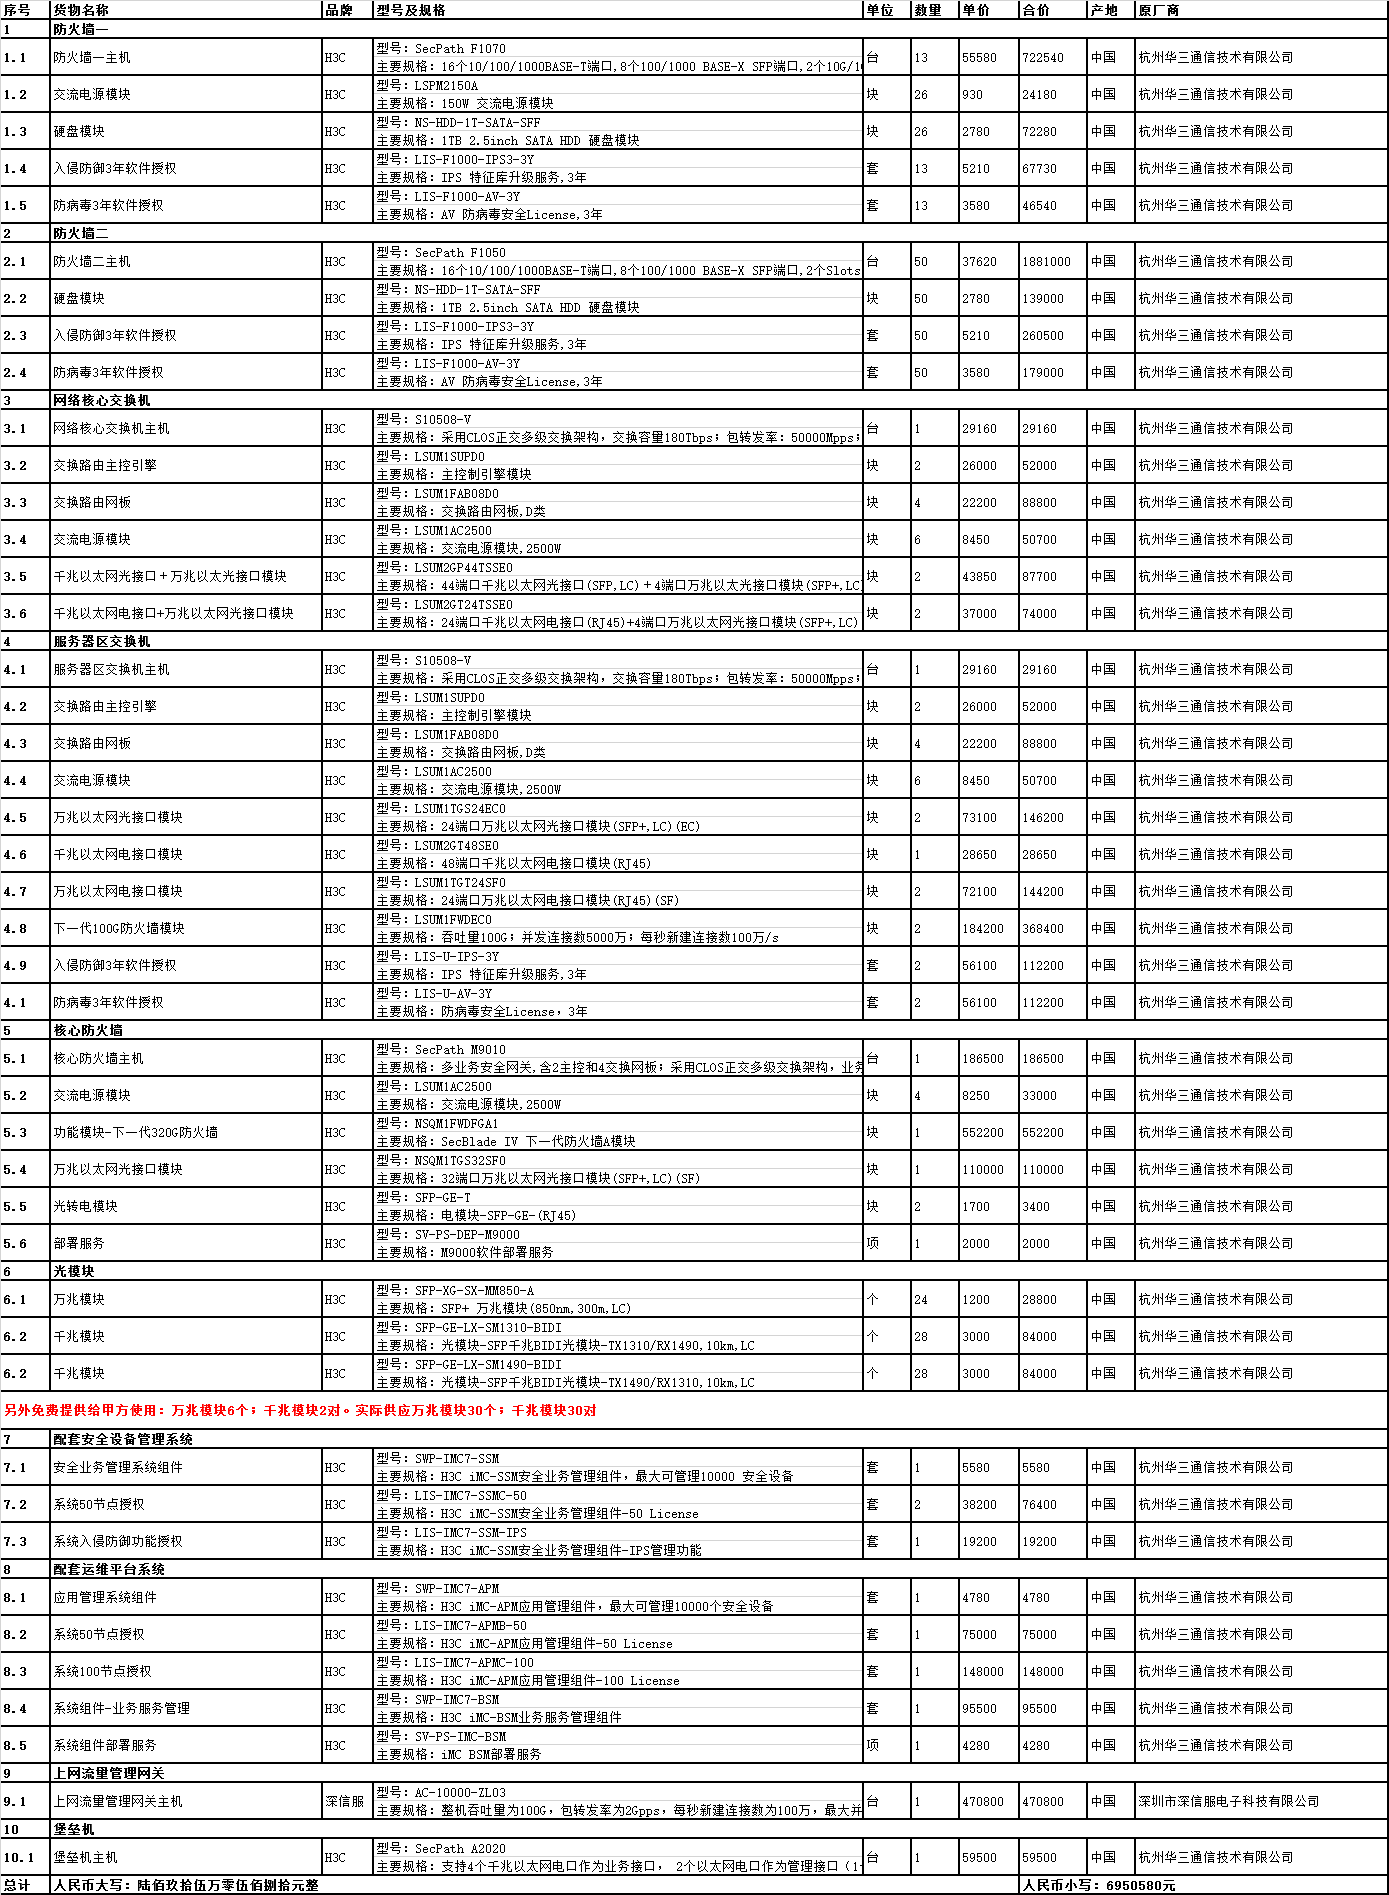 序号 货物名称 品牌 型号及规格 单位 数量 单价 合价 产地 原厂商
1 防火墙一
1.1 防火墙一主机 H3C 型号：SecPath F1070 台 13 55580 722540 中国 杭州华三通信技术有限公司
主要规格：16个10/100/1000BASE-T端口,8个100/1000 BASE-X SFP端口,2个10G/1
1.2 交流电源模块 H3C 型号：LSPM2150A 块 26 930 24180 中国 杭州华三通信技术有限公司
主要规格：150W 交流电源模块
1.3 硬盘模块 H3C 型号：NS-HDD-1T-SATA-SFF 块 26 2780 72280 中国 杭州华三通信技术有限公司
主要规格：1TB 2.5inch SATA HDD 硬盘模块
1.4 入侵防御3年软件授权 H3C 型号：LIS-F1000-IPS3-3Y 套 13 5210 67730 中国 杭州华三通信技术有限公司
主要规格：IPS 特征库升级服务,3年
1.5 防病毒3年软件授权 H3C 型号：LIS-F1000-AV-3Y 套 13 3580 46540 中国 杭州华三通信技术有限公司
主要规格：AV 防病毒安全License,3年
2 防火墙二
2.1 防火墙二主机 H3C 型号：SecPath F1050 台 50 37620 1881000 中国 杭州华三通信技术有限公司
主要规格：16个10/100/1000BASE-T端口,8个100/1000 BASE-X SFP端口,2个Slots
2.2 硬盘模块 H3C 型号：NS-HDD-1T-SATA-SFF 块 50 2780 139000 中国 杭州华三通信技术有限公司
主要规格：1TB 2.5inch SATA HDD 硬盘模块
2.3 入侵防御3年软件授权 H3C 型号：LIS-F1000-IPS3-3Y 套 50 5210 260500 中国 杭州华三通信技术有限公司
主要规格：IPS 特征库升级服务,3年
2.4 防病毒3年软件授权 H3C 型号：LIS-F1000-AV-3Y 套 50 3580 179000 中国 杭州华三通信技术有限公司
主要规格：AV 防病毒安全License,3年
3 网络核心交换机
3.1 网络核心交换机主机 H3C 型号：S10508-V 台 1 29160 29160 中国 杭州华三通信技术有限公司
主要规格：采用CLOS正交多级交换架构，交换容量180Tbps；包转发率：50000Mpps；
3.2 交换路由主控引擎 H3C 型号：LSUM1SUPD0 块 2 26000 52000 中国 杭州华三通信技术有限公司
主要规格：主控制引擎模块
3.3 交换路由网板 H3C 型号：LSUM1FAB08D0 块 4 22200 88800 中国 杭州华三通信技术有限公司
主要规格：交换路由网板,D类
3.4 交流电源模块 H3C 型号：LSUM1AC2500 块 6 8450 50700 中国 杭州华三通信技术有限公司
主要规格：交流电源模块,2500W
3.5 千兆以太网光接口＋万兆以太光接口模块 H3C 型号：LSUM2GP44TSSE0 块 2 43850 87700 中国 杭州华三通信技术有限公司
主要规格：44端口千兆以太网光接口(SFP,LC)＋4端口万兆以太光接口模块(SFP+,LC)
3.6 千兆以太网电接口+万兆以太网光接口模块 H3C 型号：LSUM2GT24TSSE0 块 2 37000 74000 中国 杭州华三通信技术有限公司
主要规格：24端口千兆以太网电接口(RJ45)+4端口万兆以太网光接口模块(SFP+,LC)
4 服务器区交换机
4.1 服务器区交换机主机 H3C 型号：S10508-V 台 1 29160 29160 中国 杭州华三通信技术有限公司
主要规格：采用CLOS正交多级交换架构，交换容量180Tbps；包转发率：50000Mpps；
4.2 交换路由主控引擎 H3C 型号：LSUM1SUPD0 块 2 26000 52000 中国 杭州华三通信技术有限公司
主要规格：主控制引擎模块
4.3 交换路由网板 H3C 型号：LSUM1FAB08D0 块 4 22200 88800 中国 杭州华三通信技术有限公司
主要规格：交换路由网板,D类
4.4 交流电源模块 H3C 型号：LSUM1AC2500 块 6 8450 50700 中国 杭州华三通信技术有限公司
主要规格：交流电源模块,2500W
4.5 万兆以太网光接口模块 H3C 型号：LSUM1TGS24EC0 块 2 73100 146200 中国 杭州华三通信技术有限公司
主要规格：24端口万兆以太网光接口模块(SFP+,LC)(EC)
4.6 千兆以太网电接口模块 H3C 型号：LSUM2GT48SE0 块 1 28650 28650 中国 杭州华三通信技术有限公司
主要规格：48端口千兆以太网电接口模块(RJ45)
4.7 万兆以太网电接口模块 H3C 型号：LSUM1TGT24SF0 块 2 72100 144200 中国 杭州华三通信技术有限公司
主要规格：24端口万兆以太网电接口模块(RJ45)(SF)
4.8 下一代100G防火墙模块 H3C 型号：LSUM1FWDEC0 块 2 184200 368400 中国 杭州华三通信技术有限公司
主要规格：吞吐量100G；并发连接数5000万；每秒新建连接数100万/s
4.9 入侵防御3年软件授权 H3C 型号：LIS-U-IPS-3Y 套 2 56100 112200 中国 杭州华三通信技术有限公司
主要规格：IPS 特征库升级服务,3年
4.1 防病毒3年软件授权 H3C 型号：LIS-U-AV-3Y 套 2 56100 112200 中国 杭州华三通信技术有限公司
主要规格：防病毒安全License，3年
5 核心防火墙
5.1 核心防火墙主机 H3C 型号：SecPath M9010 台 1 186500 186500 中国 杭州华三通信技术有限公司
主要规格：多业务安全网关,含2主控和4交换网板；采用CLOS正交多级交换架构，业务
5.2 交流电源模块 H3C 型号：LSUM1AC2500 块 4 8250 33000 中国 杭州华三通信技术有限公司
主要规格：交流电源模块,2500W
5.3 功能模块-下一代320G防火墙 H3C 型号：NSQM1FWDFGA1 块 1 552200 552200 中国 杭州华三通信技术有限公司
主要规格：SecBlade IV 下一代防火墙A模块
5.4 万兆以太网光接口模块 H3C 型号：NSQM1TGS32SF0 块 1 110000 110000 中国 杭州华三通信技术有限公司
主要规格：32端口万兆以太网光接口模块(SFP+,LC)(SF)
5.5 光转电模块 H3C 型号：SFP-GE-T 块 2 1700 3400 中国 杭州华三通信技术有限公司
主要规格：电模块-SFP-GE-(RJ45)
5.6 部署服务 H3C 型号：SV-PS-DEP-M9000 项 1 2000 2000 中国 杭州华三通信技术有限公司
主要规格：M9000软件部署服务
6 光模块
6.1 万兆模块 H3C 型号：SFP-XG-SX-MM850-A 个 24 1200 28800 中国 杭州华三通信技术有限公司
主要规格：SFP+ 万兆模块(850nm,300m,LC)
6.2 千兆模块 H3C 型号：SFP-GE-LX-SM1310-BIDI 个 28 3000 84000 中国 杭州华三通信技术有限公司
主要规格：光模块-SFP千兆BIDI光模块-TX1310/RX1490,10km,LC
6.2 千兆模块 H3C 型号：SFP-GE-LX-SM1490-BIDI 个 28 3000 84000 中国 杭州华三通信技术有限公司
主要规格：光模块-SFP千兆BIDI光模块-TX1490/RX1310,10km,LC
另外免费提供给甲方使用：万兆模块6个；千兆模块2对。实际供应万兆模块30个；千兆模块30对
7 配套安全设备管理系统
7.1 安全业务管理系统组件 H3C 型号：SWP-IMC7-SSM 套 1 5580 5580 中国 杭州华三通信技术有限公司
主要规格：H3C iMC-SSM安全业务管理组件，最大可管理10000 安全设备
7.2 系统50节点授权 H3C 型号：LIS-IMC7-SSMC-50 套 2 38200 76400 中国 杭州华三通信技术有限公司
主要规格：H3C iMC-SSM安全业务管理组件-50 License
7.3 系统入侵防御功能授权 H3C 型号：LIS-IMC7-SSM-IPS 套 1 19200 19200 中国 杭州华三通信技术有限公司
主要规格：H3C iMC-SSM安全业务管理组件-IPS管理功能
8 配套运维平台系统
8.1 应用管理系统组件 H3C 型号：SWP-IMC7-APM 套 1 4780 4780 中国 杭州华三通信技术有限公司
主要规格：H3C iMC-APM应用管理组件，最大可管理10000个安全设备
8.2 系统50节点授权 H3C 型号：LIS-IMC7-APMB-50 套 1 75000 75000 中国 杭州华三通信技术有限公司
主要规格：H3C iMC-APM应用管理组件-50 License
8.3 系统100节点授权 H3C 型号：LIS-IMC7-APMC-100 套 1 148000 148000 中国 杭州华三通信技术有限公司
主要规格：H3C iMC-APM应用管理组件-100 License
8.4 系统组件-业务服务管理 H3C 型号：SWP-IMC7-BSM 套 1 95500 95500 中国 杭州华三通信技术有限公司
主要规格：H3C iMC-BSM业务服务管理组件
8.5 系统组件部署服务 H3C 型号：SV-PS-IMC-BSM 项 1 4280 4280 中国 杭州华三通信技术有限公司
主要规格：iMC BSM部署服务
9 上网流量管理网关
9.1 上网流量管理网关主机 深信服 型号：AC-10000-ZL03 台 1 470800 470800 中国 深圳市深信服电子科技有限公司
主要规格：整机吞吐量为100G，包转发率为2Gpps，每秒新建连接数为100万，最大并
10 堡垒机
10.1 堡垒机主机 H3C 型号：SecPath A2020 台 1 59500 59500 中国 杭州华三通信技术有限公司
主要规格：支持4个千兆以太网电口作为业务接口， 2个以太网电口作为管理接口（1
总计 人民币大写：陆佰玖拾伍万零伍佰捌拾元整 人民币小写：6950580元